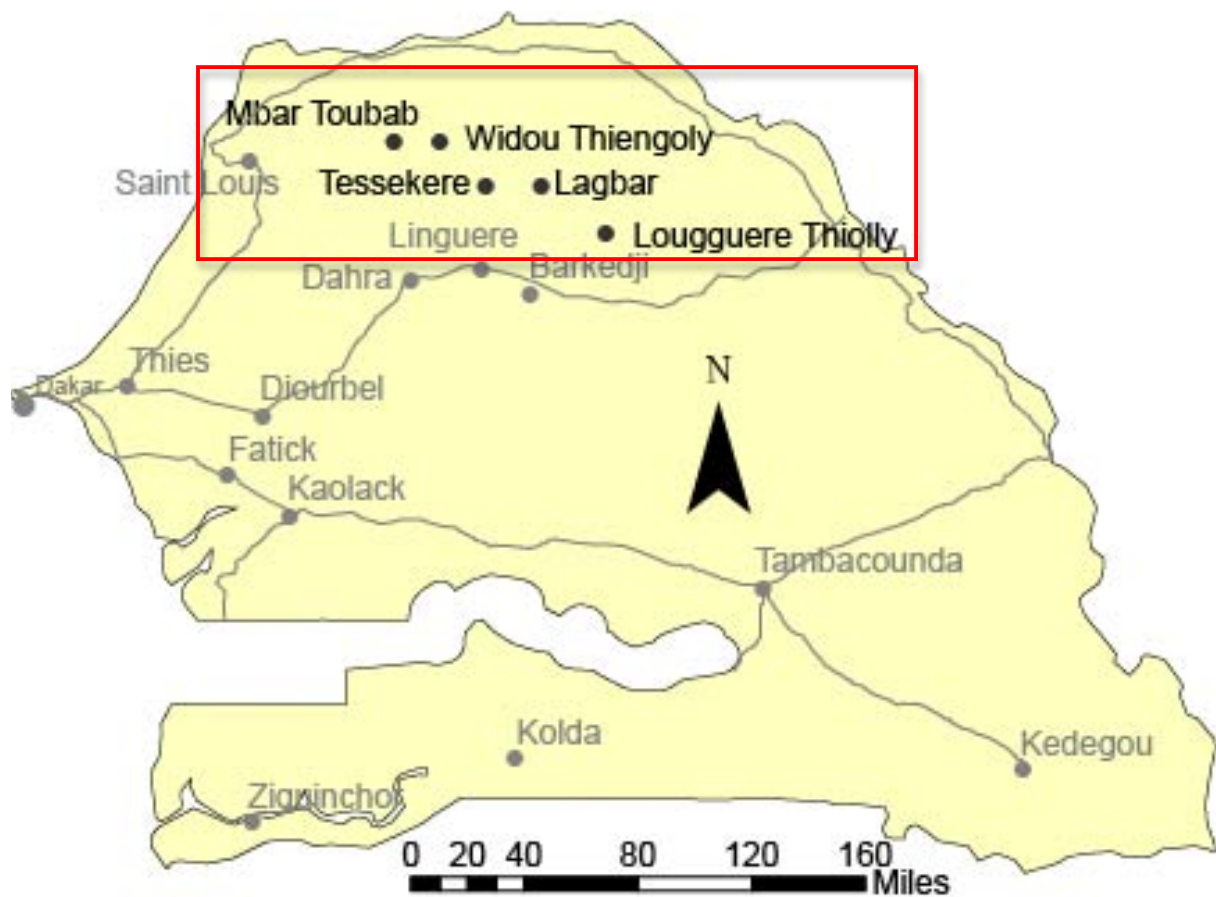 Mbar Toubab
Widou Thiengoly
Saint Louis
Tessekere
Lagbar
Linguere
Lougguere Thiolly
Dahra
Barkedji
Thies
Dakar
Diourbel
N
Fatick
Kaolack
Tambacounda
Kolda
Kedegou
Ziguinchor
0 20 40 80 120 160
Miles